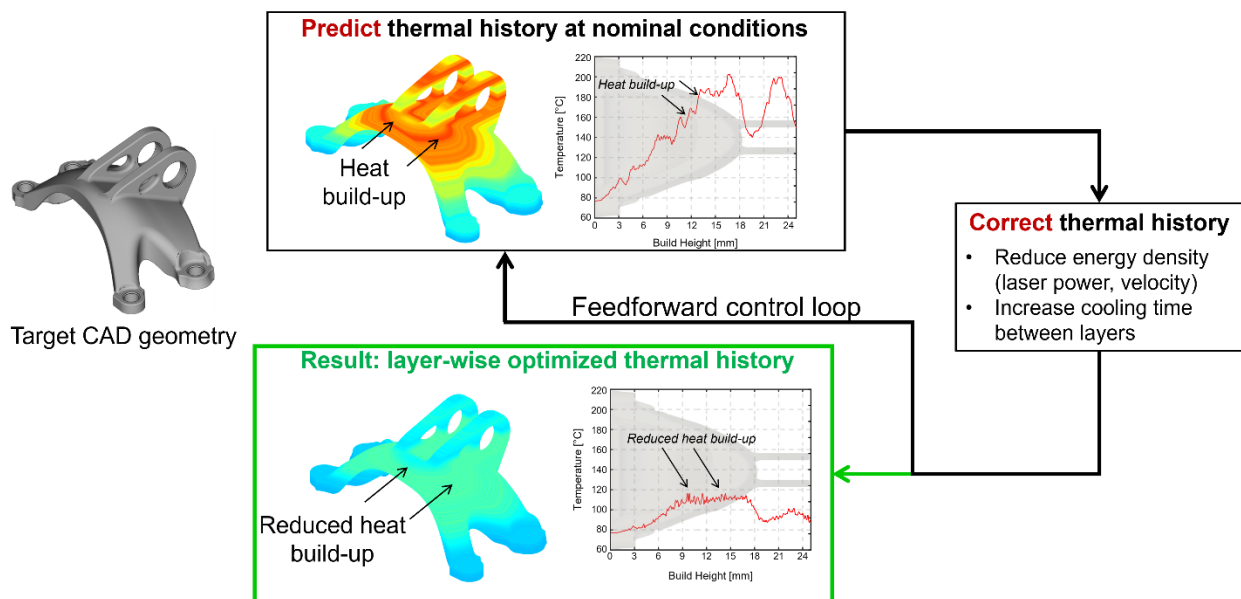 Predict thermal history at nominal conditions
Heat
build-up
Heat build-up
Temperature [°C]
220
200
180
160
140
120
100
80
60
0 3 6 9 12 15 18 21 24
Build Height [mm]
Target CAD geometry
Correct thermal history
• Reduce energy density
(laser power, velocity)
• Increase cooling time
between layers
Feedforward control loop
Result: layer-wise optimized thermal history
Reduced heat
build-up
Reduced heat build-up
Temperature [°C]
220
200
180
160
140
120
100
80
60
0 3 6 9 12 15 18 21 24
Build Height [mm]